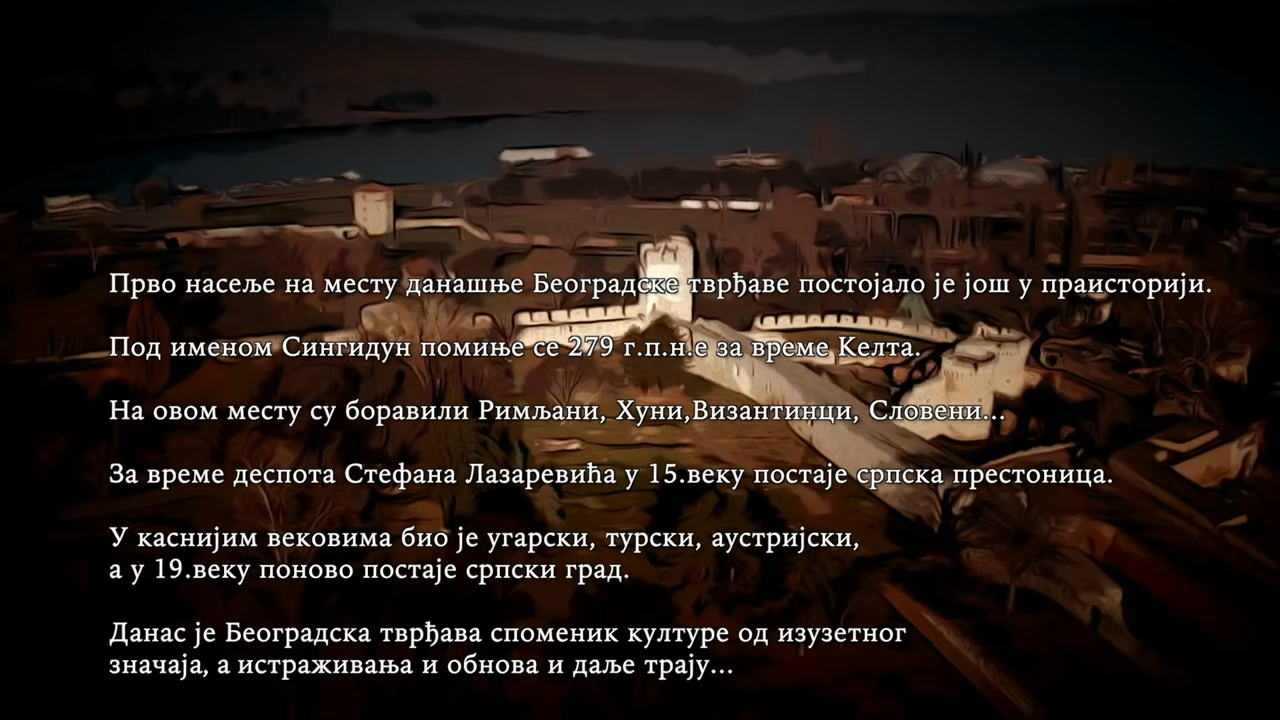 Прво насеље на месту данашње Београдске тврђаве постојало је још у праисторији.
Под именом Сингидун помиње се 279 г.п.н.е за време Келта.
На овом месту су боравили Римљани, Хуни,Византинци, Словени...
За време деспота Стефана Лазаревића у 15.веку постаје српска престоница.
У каснијим вековима био је угарски, турски, аустријски,
а у 19.веку поново постаје српски град.
Данас је Београдска тврђава споменик културе од изузетног
значаја, а истраживања и обнова и даље трају...